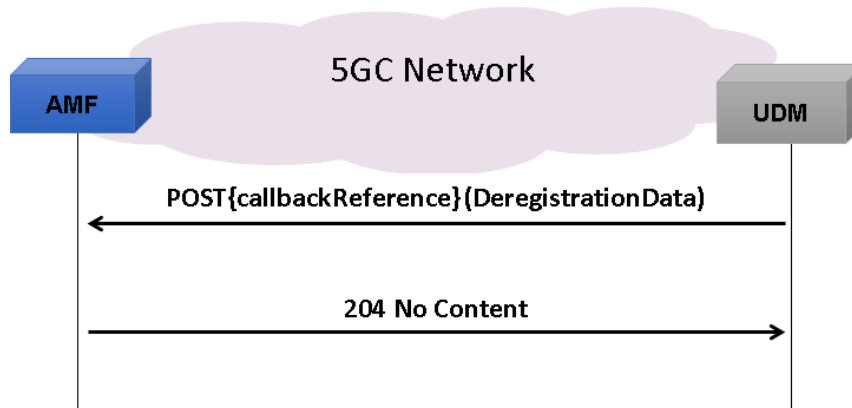 5GC Network
AMF
UDM
POST{callbackReference}(DeregistrationData)
204 No Content